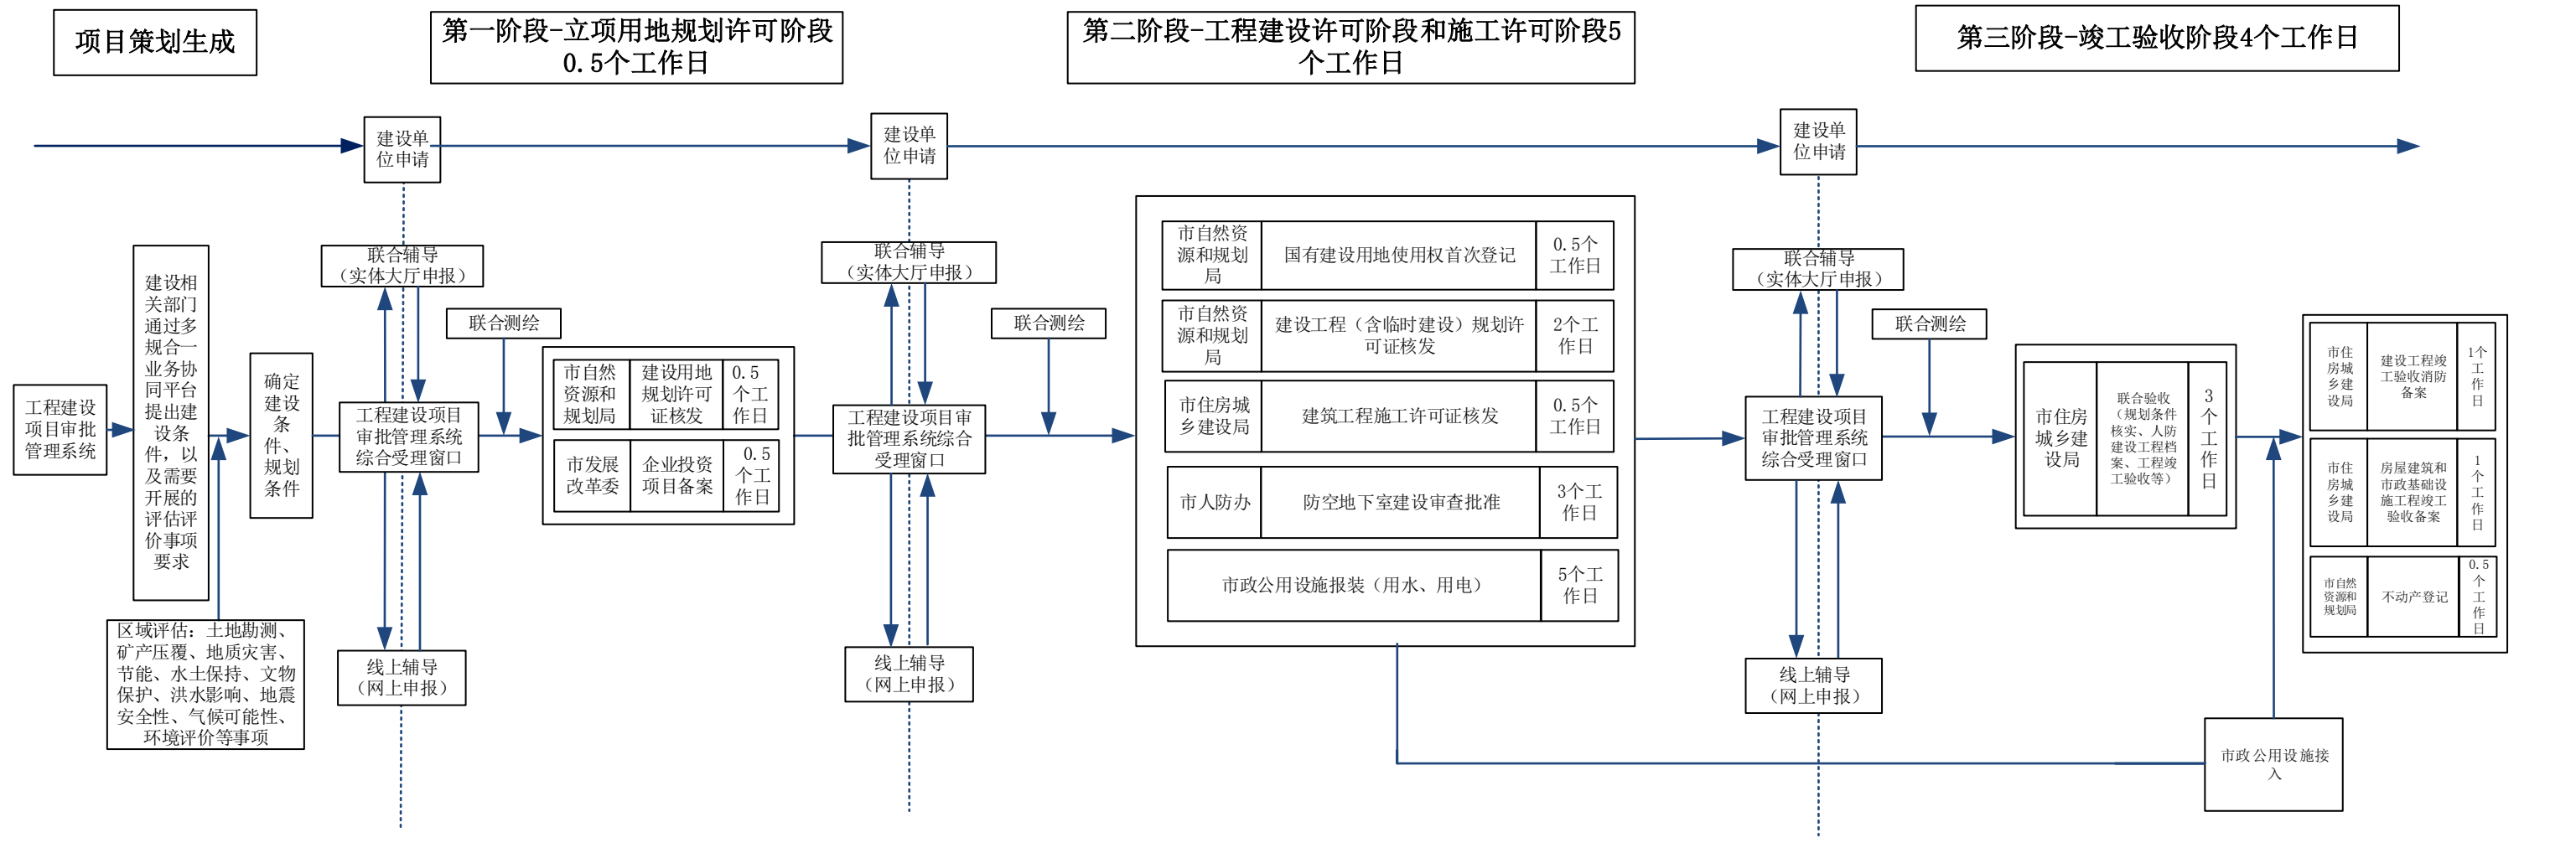 项目策划生成
第一阶段-立项用地规划许可阶段
0.5个工作日
第二阶段-工程建设许可阶段和施工许可阶段5
个工作日
第三阶段-竣工验收阶段4个工作日
建设单
位申请
建设单
位申请
建设单
位申请
工程建设
项目审批
管理系统
建设相
关部门
通过多
规合一
业务协
同平台
提出建
设条
件，以
及需要
开展的
评估评
价事项
要求
区域评估：土地勘测、
矿产压覆、地质灾害、
节能、水土保持、文物
保护、洪水影响、地震
安全性、气候可能性、
环境评价等事项
确定
建设
条
件、
规划
条件
联合辅导
（实体大厅申报）
工程建设项目
审批管理系统
综合受理窗口
线上辅导
（网上申报）
联合测绘
市自然
资源和
规划局
建设用地
规划许可
证核发
0.5
个工
作日
市发展
改革委
企业投资
项目备案
0.5
个工
作日
联合辅导
（实体大厅申报）
工程建设项目审
批管理系统综合
受理窗口
线上辅导
（网上申报）
联合测绘
市自然资
源和规划
局
国有建设用地使用权首次登记
0.5个
工作日
市自然资
源和规划
局
建设工程（含临时建设）规划许
可证核发
2个工
作日
市住房城
乡建设局
建筑工程施工许可证核发
0.5个
工作日
市人防办
防空地下室建设审查批准
3个工
作日
市政公用设施报装（用水、用电）
5个工
作日
联合辅导
（实体大厅申报）
工程建设项目
审批管理系统
综合受理窗口
线上辅导
（网上申报）
联合测绘
市住房
城乡建
设局
联合验收
（规划条件
核实、人防
建设工程档
案、工程竣
工验收等）
3
个
工
作
日
市住
房城
乡建
设局
建设工程竣
工验收消防
备案
1个
工
作
日
市住
房城
乡建
设局
房屋建筑和
市政基础设
施工程竣工
验收备案
1
个
工
作
日
市自然
资源和
规划局
不动产登记
0.5
个
工
作
日
市政公用设施接
入